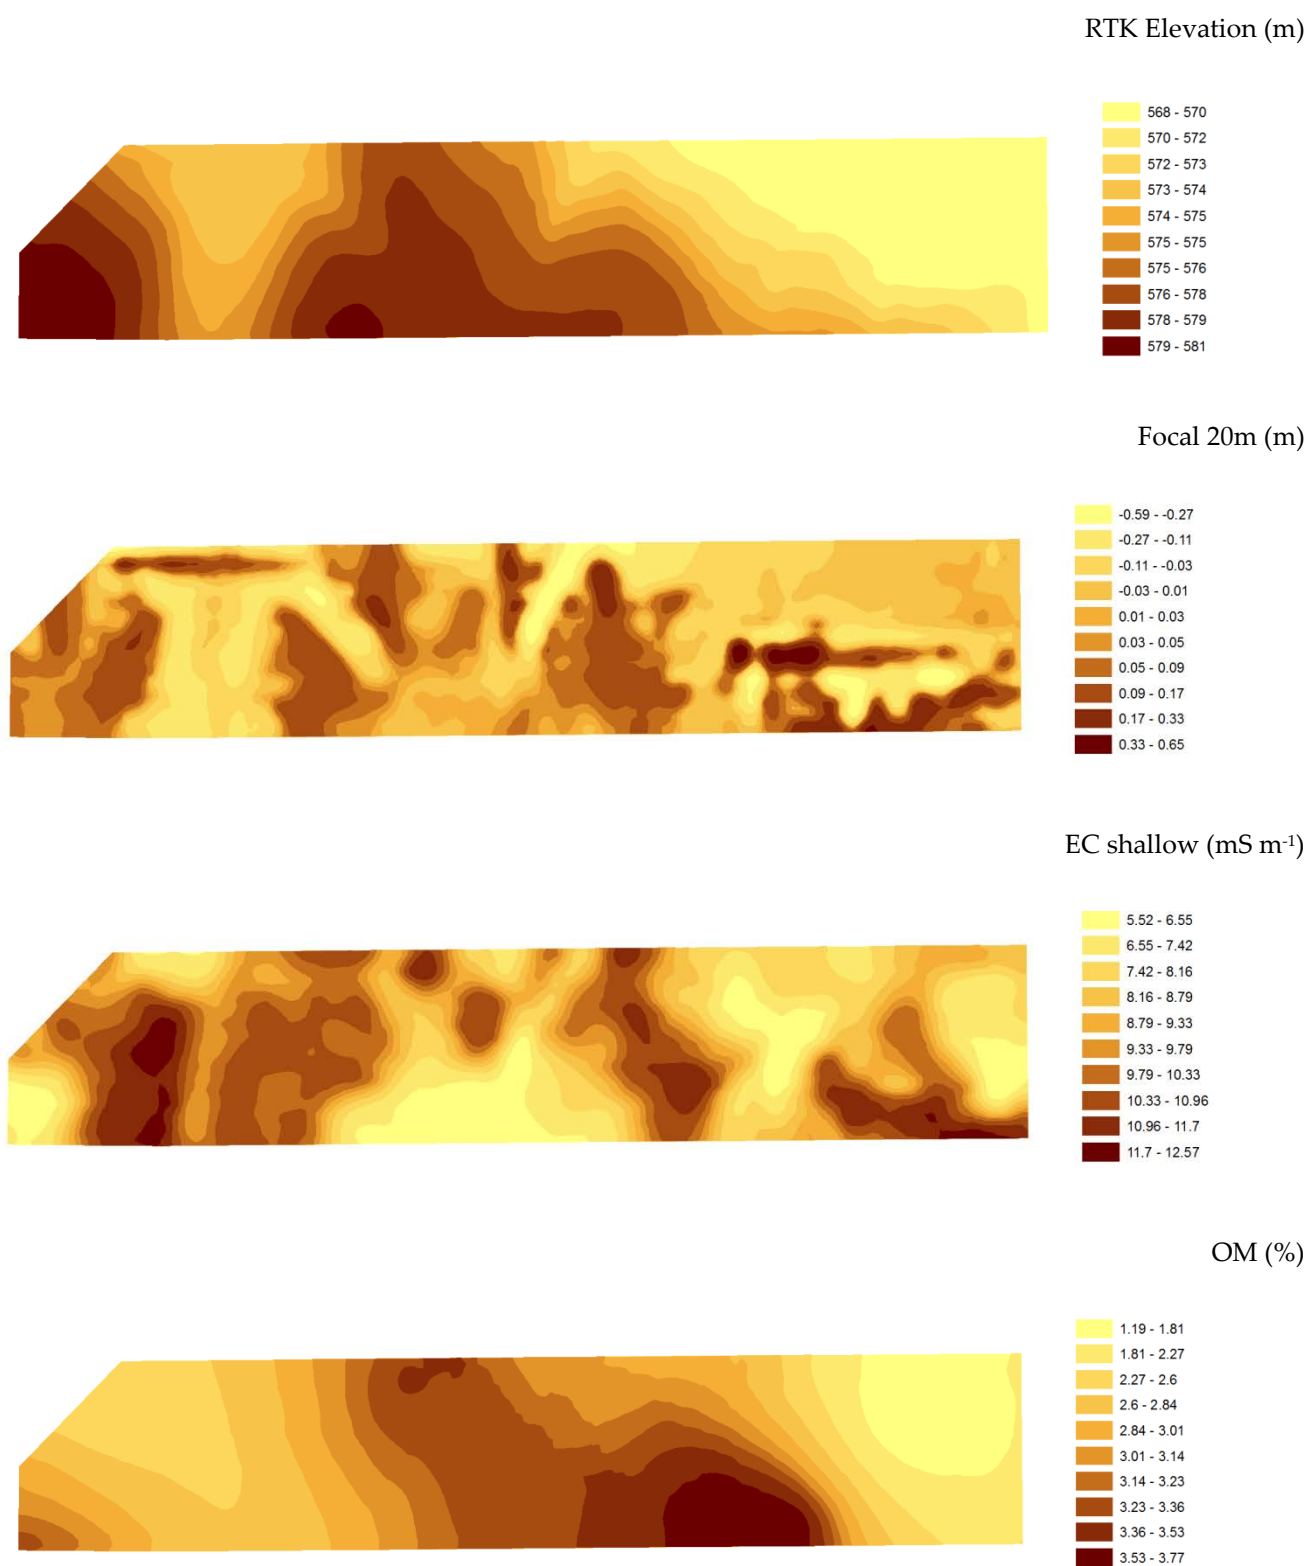 RTK Elevation (m)
568 - 570
570 - 572
572 - 573
573 - 574
574 - 575
575 - 575
575 - 576
576 - 578
578 - 579
579 - 581
Focal 20m (m)
-0.59 - -0.27
-0.27 - -0.11
-0.11 - -0.03
-0.03 - 0.01
0.01 - 0.03
0.03 - 0.05
0.05 - 0.09
0.09 - 0.17
0.17 - 0.33
0.33 - 0.65
EC shallow (mS m⁻¹)
5.52 - 6.55
6.55 - 7.42
7.42 - 8.16
8.16 - 8.79
8.79 - 9.33
9.33 - 9.79
9.79 - 10.33
10.33 - 10.96
10.96 - 11.7
11.7 - 12.57
OM (%)
1.19 - 1.81
1.81 - 2.27
2.27 - 2.6
2.6 - 2.84
2.84 - 3.01
3.01 - 3.14
3.14 - 3.23
3.23 - 3.36
3.36 - 3.53
3.53 - 3.77